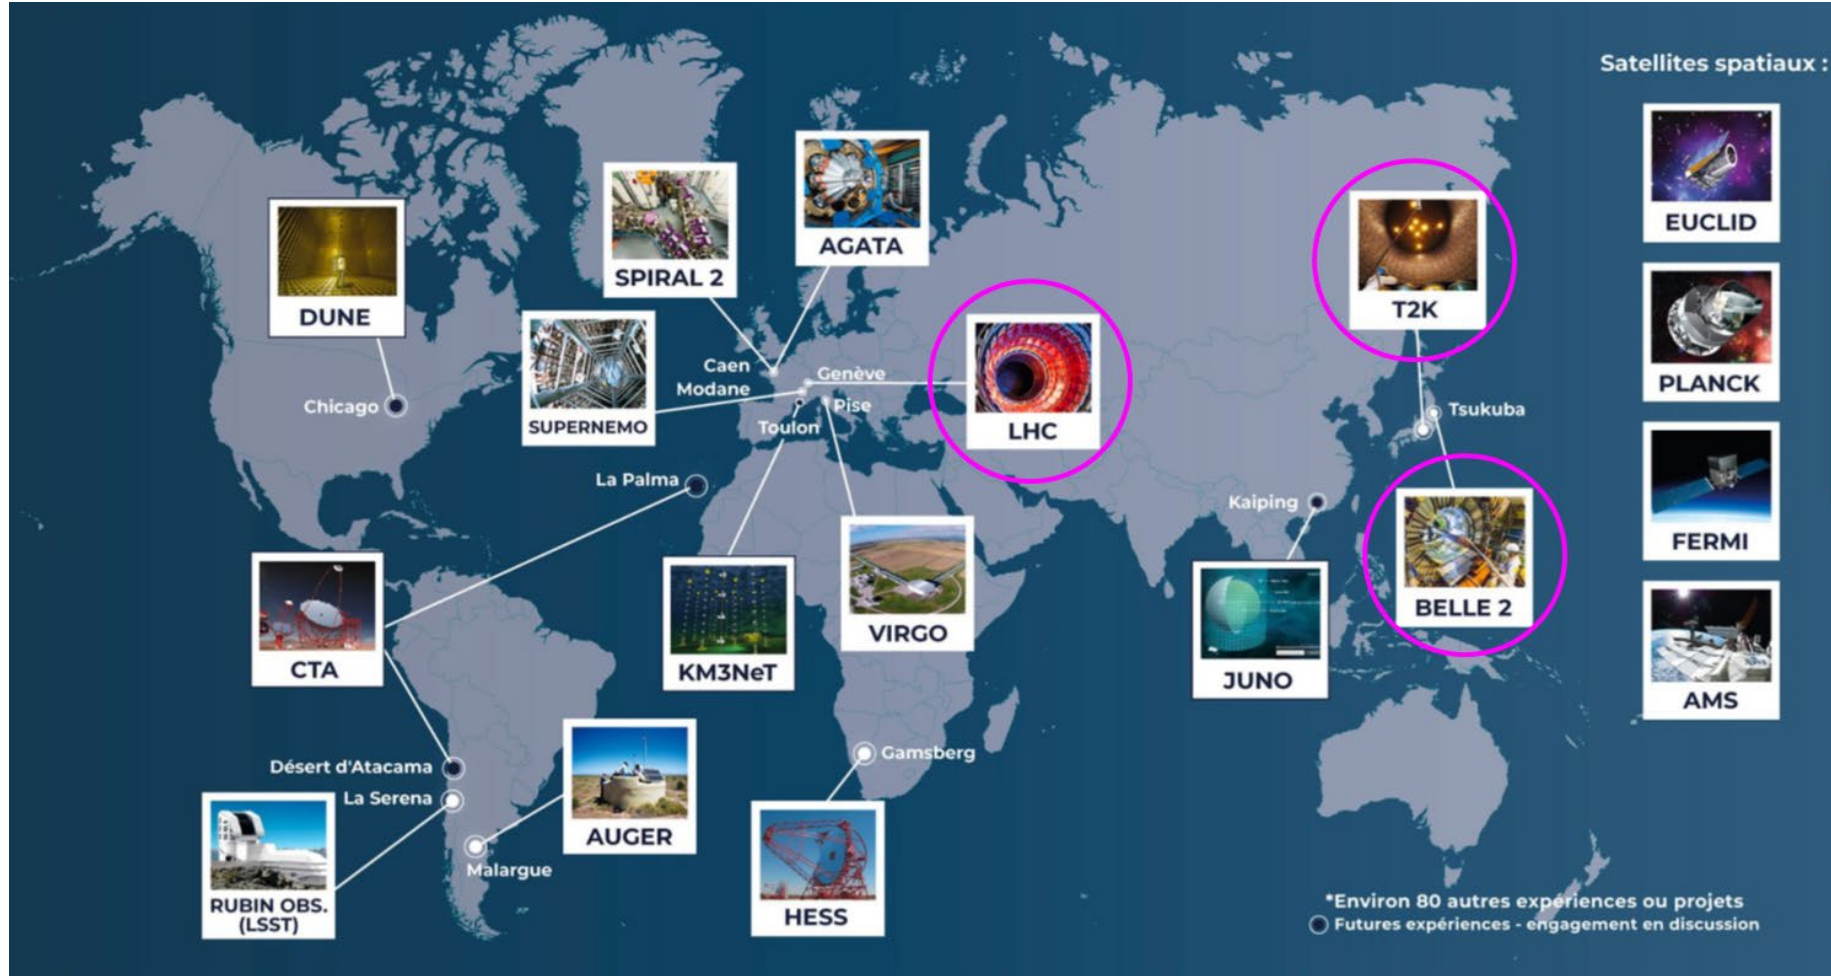 Satellites spatiaux :
EUCLID
PLANCK
FERMI
AMS
DUNE
Chicago
SPIRAL 2
AGATA
SUPERNEMO
Caen
Modane
Genève
Pise
Toulon
LHC
T2K
Tsukuba
BELLE 2
Kaiping
JUNO
La Palma
CTA
KM3NeT
VIRGO
Désert d'Atacama
La Serena
RUBIN OBS.
(LSST)
AUGER
Malargue
Gamsberg
HESS
*Environ 80 autres expériences ou projets
Futures expériences - engagement en discussion